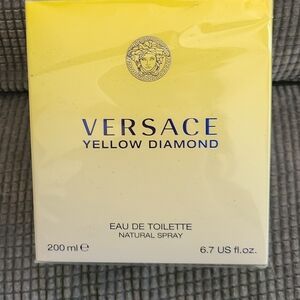 VERSACE
YELLOW DIAMOND
EAU DE TOILETTE
NATURAL SPRAY
200 ml ℮ 6.7 US fl.oz.